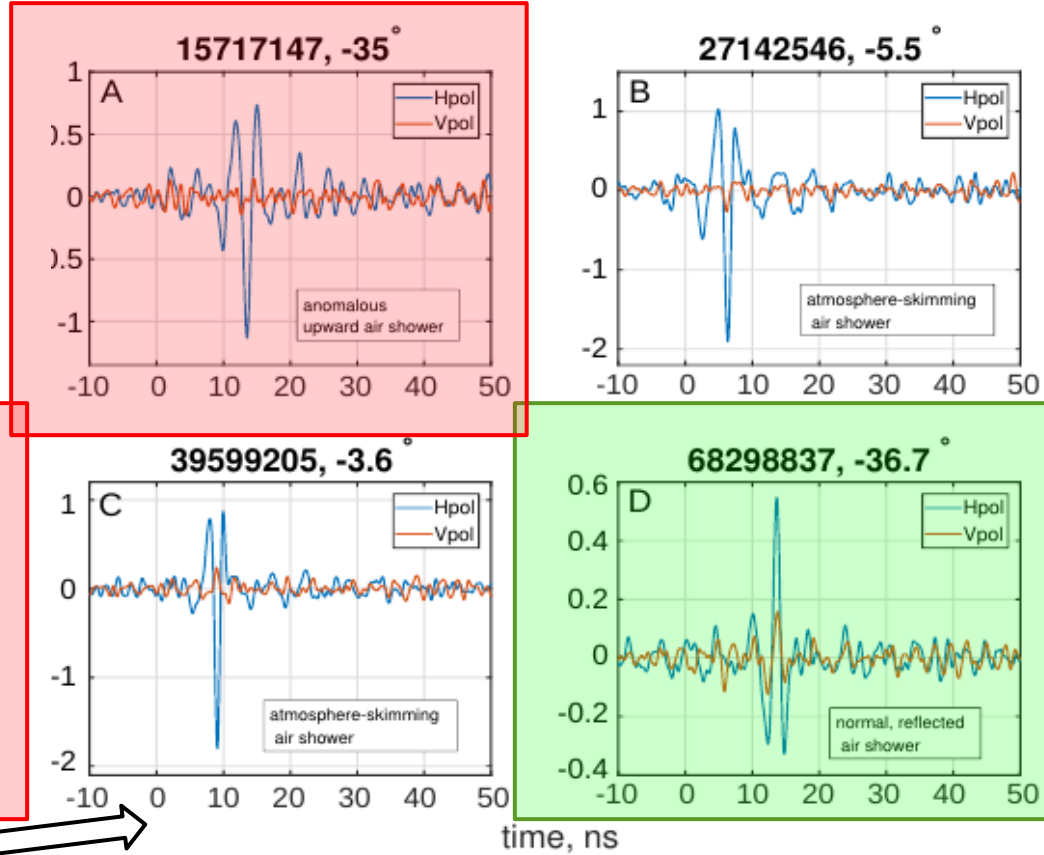 15717147, -35°
27142546, -5.5 °
A
Hpol
Vpol
1
0.5
0
0.5
-1
anomalous
upward air shower
-10 0 10 20 30 40 50
B
Hpol
Vpol
1
0
-1
-2
atmosphere-skimming
air shower
-10 0 10 20 30 40 50
39599205, -3.6 °
68298837, -36.7 °
C
Hpol
Vpol
1
0
-1
-2
atmosphere-skimming
air shower
-10 0 10 20 30 40 50
D
Hpol
Vpol
0.6
0.4
0.2
0
-0.2
-0.4
normal, reflected
air shower
-10 0 10 20 30 40 50
time, ns